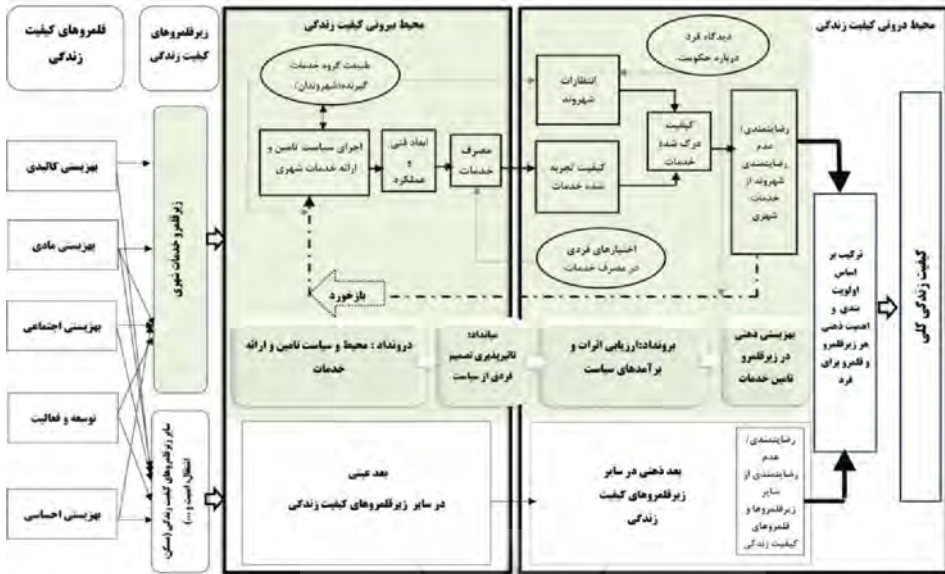 قلمروهای کیفیت
زندگی
زیرقلمروهای
کیفیت زندگی
محیط بیرونی کیفیت زندگی
محیط درونی کیفیت زندگی
بهزیستی کالبدی
بهزیستی مادی
بهزیستی اجتماعی
توسعه و فعالیت
بهزیستی احساسی
زیرقلمرو خدمات شهری
سایر زیرقلمروهای کیفیت زندگی (مسکن،
اشتغال، امنیت و ...)
طبیعت گروه خدمات
گیرنده(شهروندان)
اجرای سیاست تامین و
ارائه خدمات شهری
ابعاد فنی
و
عملکرد
مصرف
خدمات
انتظارات
شهروند
کیفیت تجربه
شده خدمات
دیدگاه فرد
درباره حکومت
کیفیت
درک شده
خدمات
رضایتمندی/
عدم
رضایتمندی
شهروند از
خدمات
شهری
اختیارهای فردی
در مصرف خدمات
بازخورد
درونداد : محیط و سیاست تامین و ارائه
خدمات
میانداد:
تاثیرپذیری تصمیم
فردی از سیاست
برونداد:ارزیابی اثرات و
برآمدهای سیاست
بهزیستی ذهنی
در زیرقلمرو
تامین خدمات
بعد عینی
در سایر زیرقلمروهای کیفیت زندگی
بعد ذهنی در سایر
زیرقلمروهای کیفیت
زندگی
رضایتمندی/
عدم
رضایتمندی از
سایر
زیرقلمروها و
قلمروهای
کیفیت زندگی
ترکیب بر
اساس
اولویت
بندی و
اهمیت ذهنی
هر زیرقلمرو
و قلمرو برای
فرد
کیفیت زندگی کلی